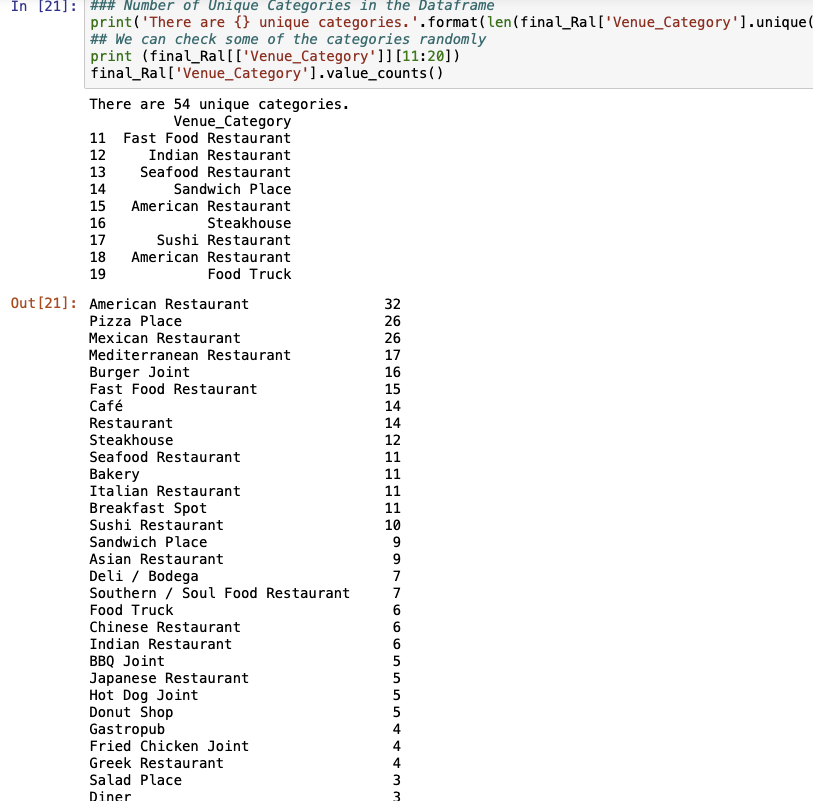 In [21]: ### Number of Unique Categories in the Dataframe
print('There are {} unique categories.'.format(len(final_Ral['Venue_Category'].unique(
## We can check some of the categories randomly
print (final_Ral[['Venue_Category']][11:20])
final_Ral['Venue_Category'].value_counts()
There are 54 unique categories.
Venue_Category
11 Fast Food Restaurant
12 Indian Restaurant
13 Seafood Restaurant
14 Sandwich Place
15 American Restaurant
16 Steakhouse
17 Sushi Restaurant
18 American Restaurant
19 Food Truck
Out[21]: American Restaurant 32
Pizza Place 26
Mexican Restaurant 26
Mediterranean Restaurant 17
Burger Joint 16
Fast Food Restaurant 15
Café 14
Restaurant 14
Steakhouse 12
Seafood Restaurant 11
Bakery 11
Italian Restaurant 11
Breakfast Spot 11
Sushi Restaurant 10
Sandwich Place 9
Asian Restaurant 9
Deli / Bodega 7
Southern / Soul Food Restaurant 7
Food Truck 6
Chinese Restaurant 6
Indian Restaurant 6
BBQ Joint 5
Japanese Restaurant 5
Hot Dog Joint 5
Donut Shop 5
Gastropub 4
Fried Chicken Joint 4
Greek Restaurant 4
Salad Place 3
Diner 3